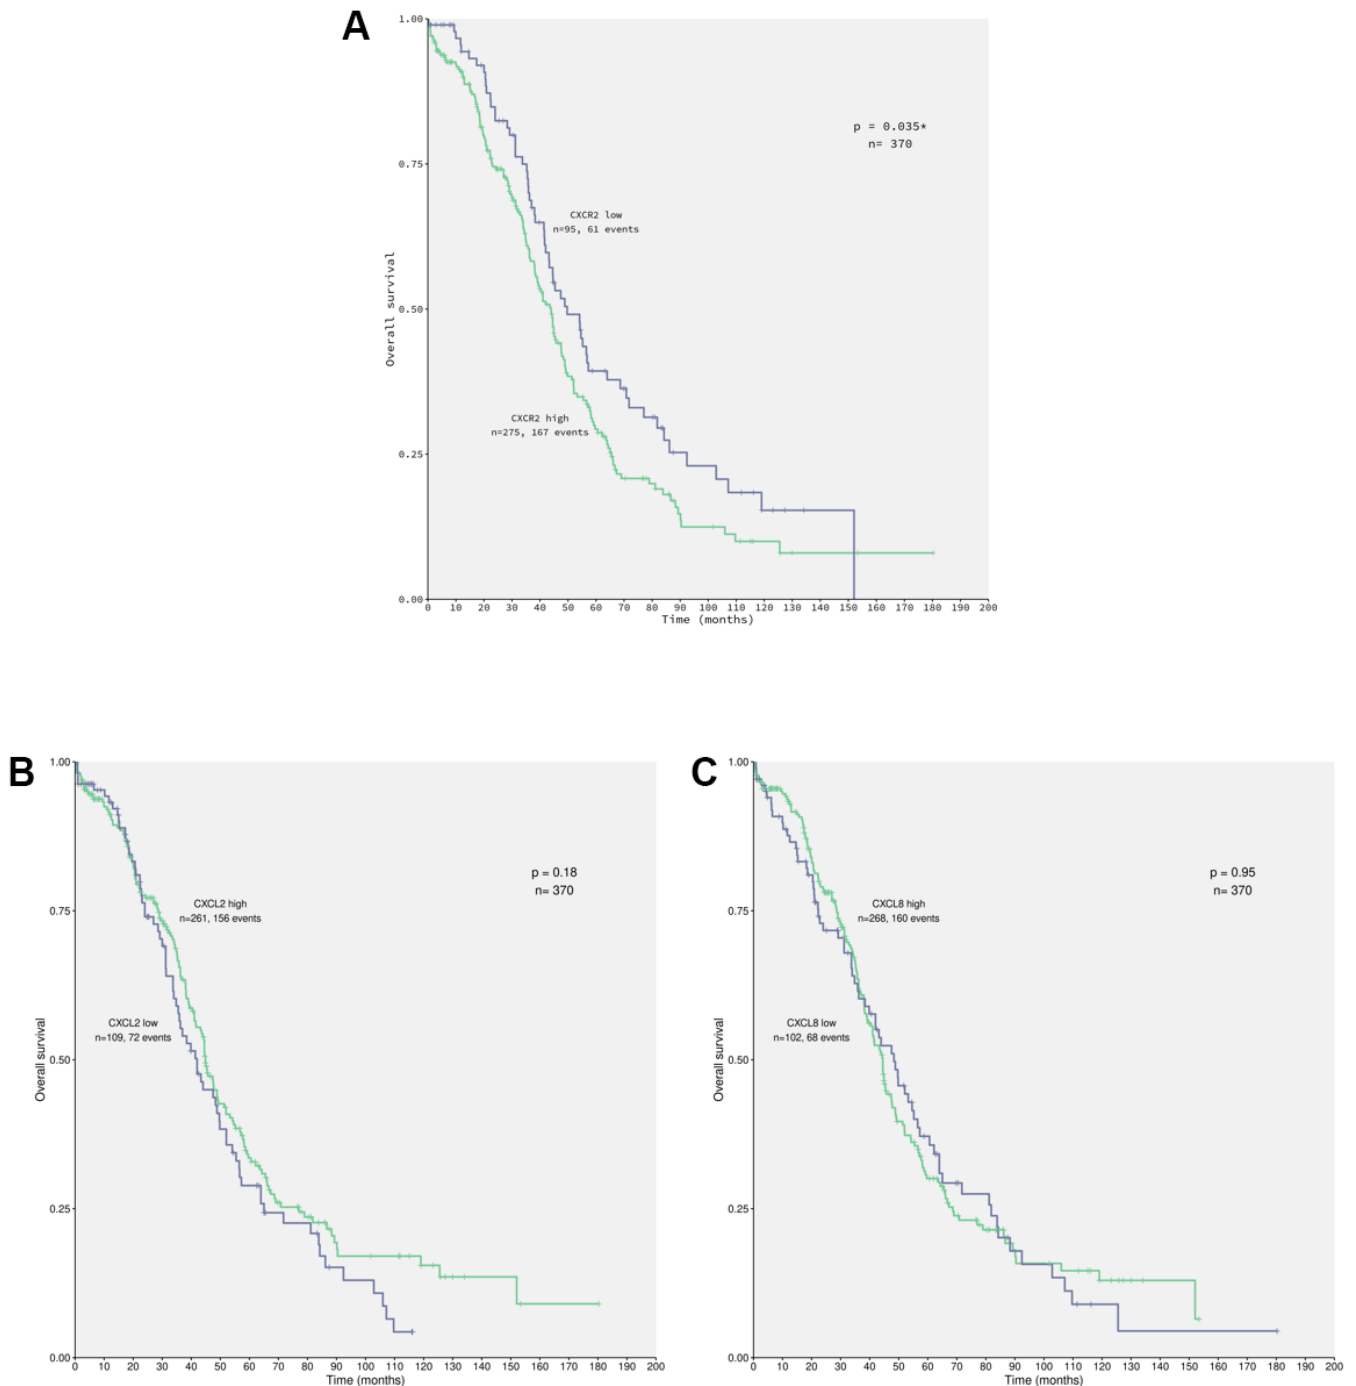 A
1.00
p = 0.035*
n= 370
0.75
CXCR2 low
n=95, 61 events
Overall survival
0.50
CXCR2 high
n=275, 167 events
0.25
0.00
0 10 20 30 40 50 60 70 80 90 100 110 120 130 140 150 160 170 180 190 200
Time (months)
B
1.00
p = 0.18
n= 370
CXCL2 high
n=261, 156 events
0.75
CXCL2 low
n=109, 72 events
Overall survival
0.50
0.25
0.00
0 10 20 30 40 50 60 70 80 90 100 110 120 130 140 150 160 170 180 190 200
Time (months)
C
1.00
p = 0.95
n= 370
CXCL8 high
n=268, 160 events
0.75
CXCL8 low
n=102, 68 events
Overall survival
0.50
0.25
0.00
0 10 20 30 40 50 60 70 80 90 100 110 120 130 140 150 160 170 180 190 200
Time (months)